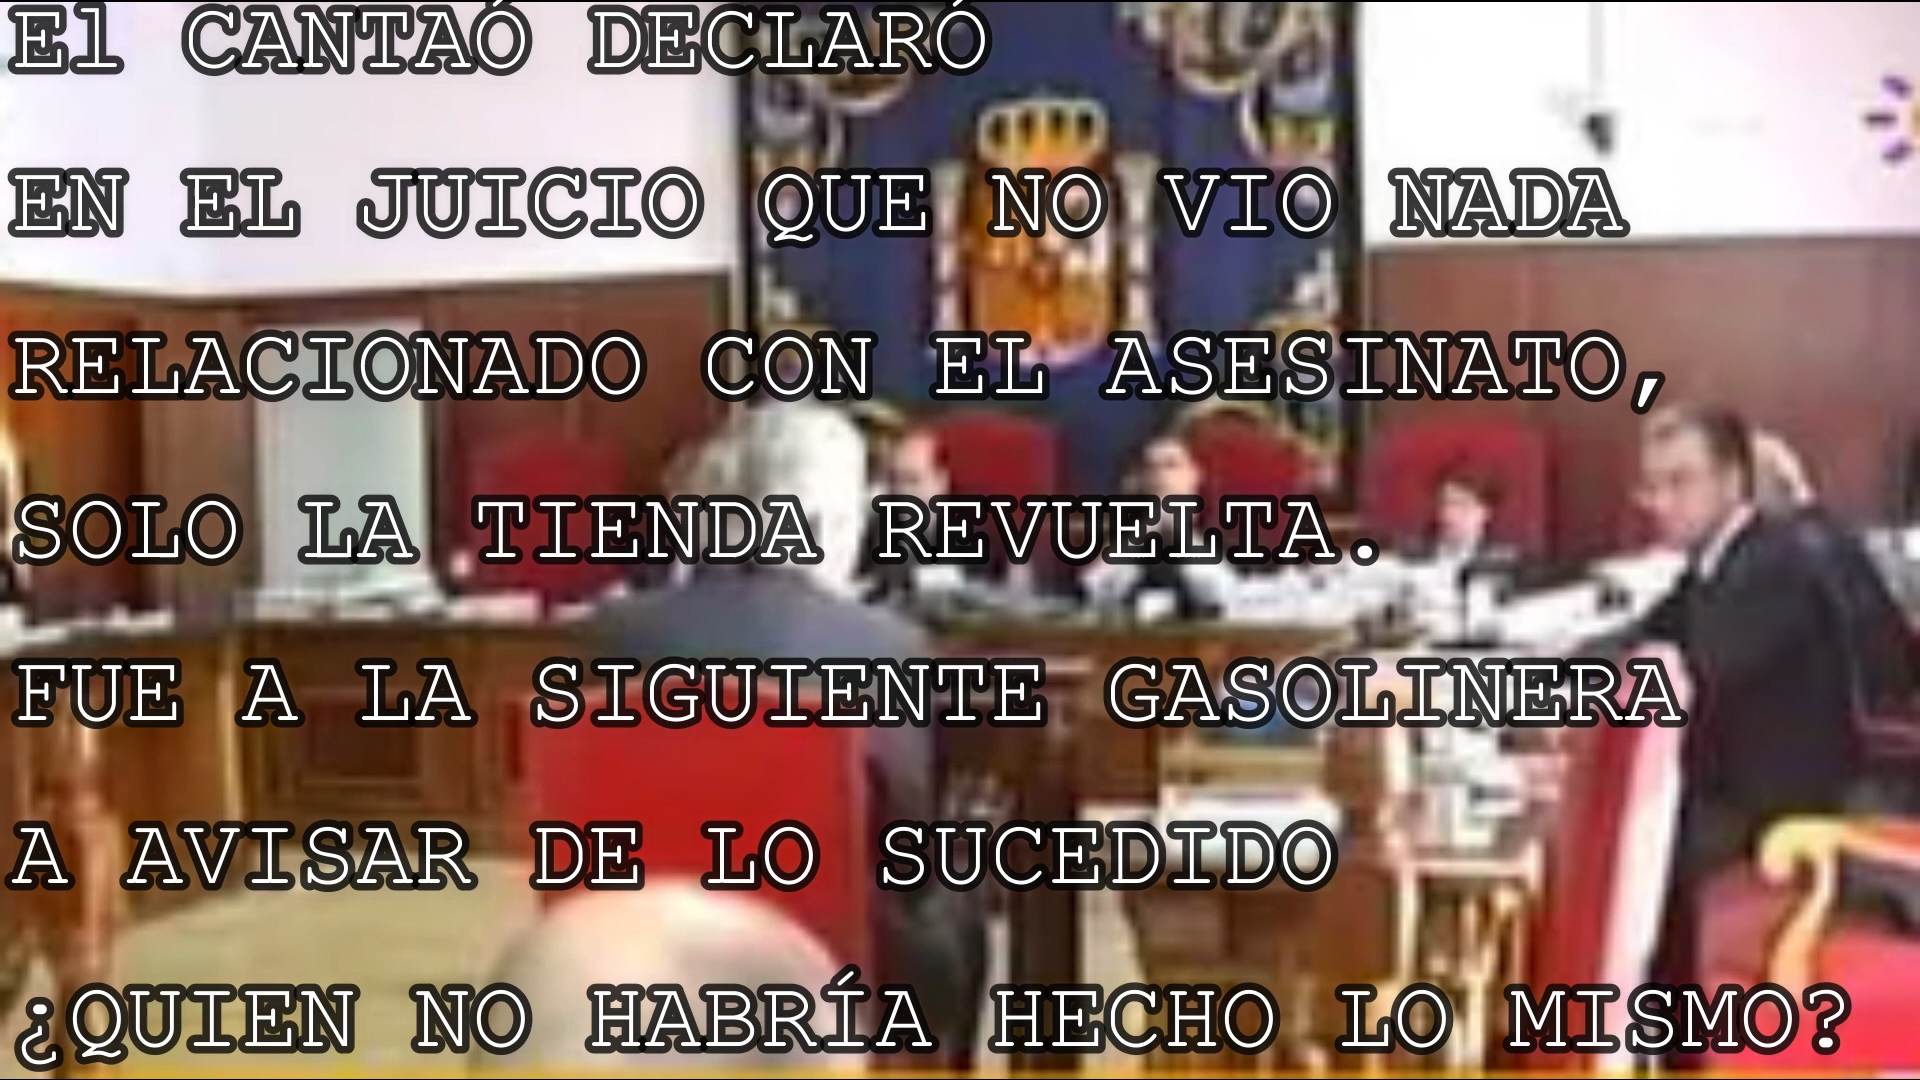 El CANTAÓ DECLARÓ
EN EL JUICIO QUE NO VIO NADA
RELACIONADO CON EL ASESINATO,
SOLO LA TIENDA REVUELTA.
FUE A LA SIGUIENTE GASOLINERA
A AVISAR DE LO SUCEDIDO
¿QUIEN NO HABRÍA HECHO LO MISMO?